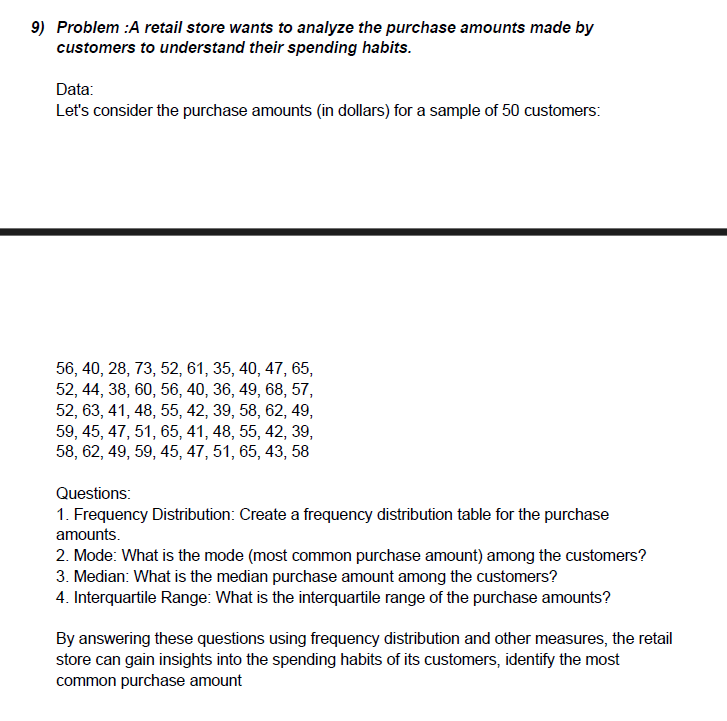 9) Problem :A retail store wants to analyze the purchase amounts made by
customers to understand their spending habits.
Data:
Let's consider the purchase amounts (in dollars) for a sample of 50 customers:
56, 40, 28, 73, 52, 61, 35, 40, 47, 65,
52, 44, 38, 60, 56, 40, 36, 49, 68, 57,
52, 63, 41, 48, 55, 42, 39, 58, 62, 49,
59, 45, 47, 51, 65, 41, 48, 55, 42, 39,
58, 62, 49, 59, 45, 47, 51, 65, 43, 58
Questions:
1. Frequency Distribution: Create a frequency distribution table for the purchase
amounts.
2. Mode: What is the mode (most common purchase amount) among the customers?
3. Median: What is the median purchase amount among the customers?
4. Interquartile Range: What is the interquartile range of the purchase amounts?
By answering these questions using frequency distribution and other measures, the retail
store can gain insights into the spending habits of its customers, identify the most
common purchase amount